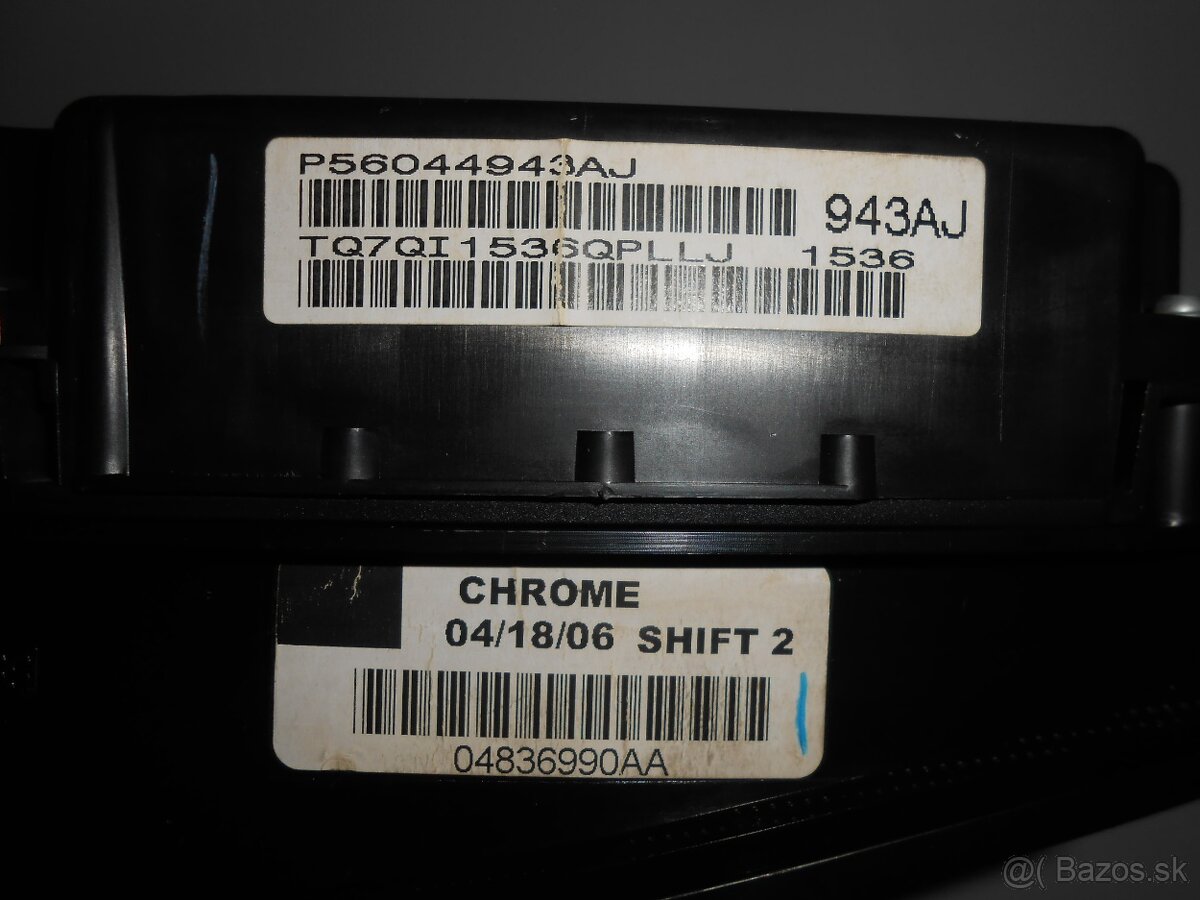 P56044943AJ
943AJ
TQ7QI1536QPLLJ 1536
CHROME
04/18/06 SHIFT 2
04836990AA
@( Bazos.sk